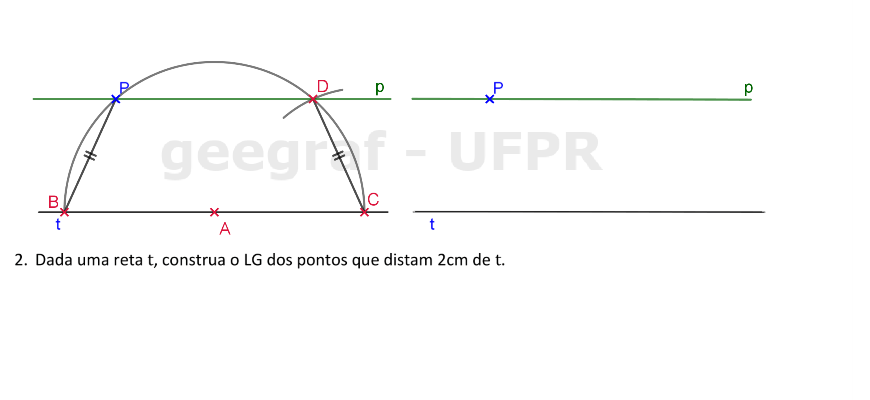 P D p P p
geegraf - UFPR
B C
t A t
2. Dada uma reta t, construa o LG dos pontos que distam 2cm de t.